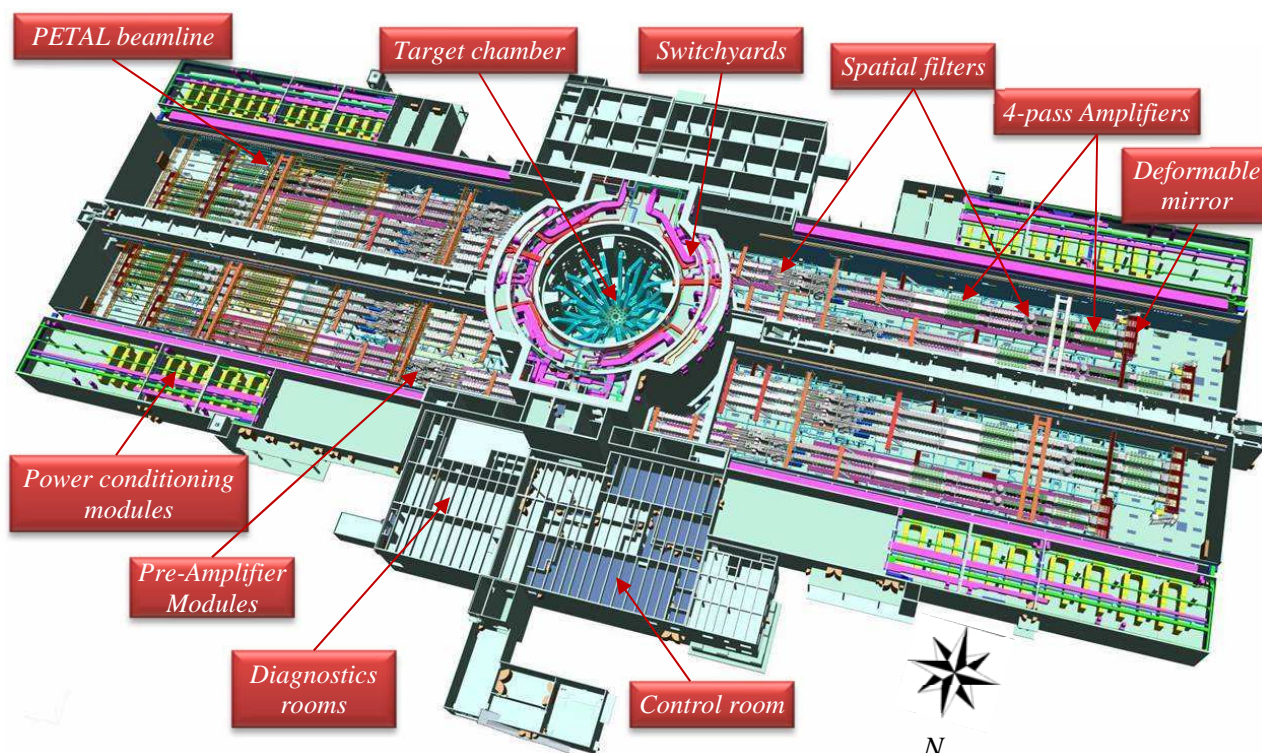 PETAL beamline
Target chamber
Switchyards
Spatial filters
4-pass Amplifiers
Deformable
mirror
Power conditioning
modules
Pre-Amplifier
Modules
Diagnostics
rooms
Control room
N